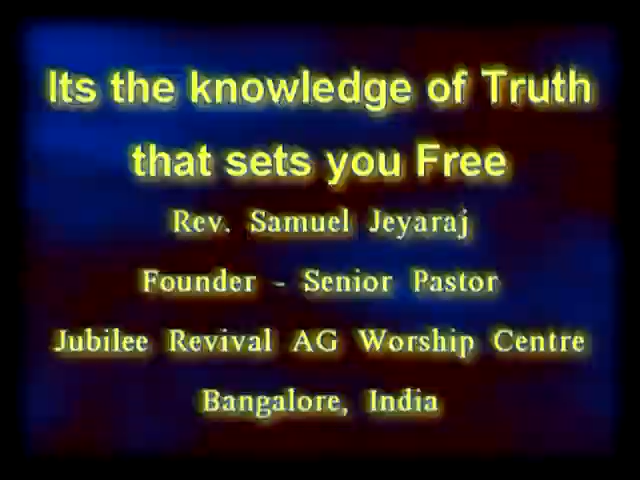 Its the knowledge of Truth
that sets you Free
Rev. Samuel Jeyaraj
Founder - Senior Pastor
Jubilee Revival AG Worship Centre
Bangalore, India